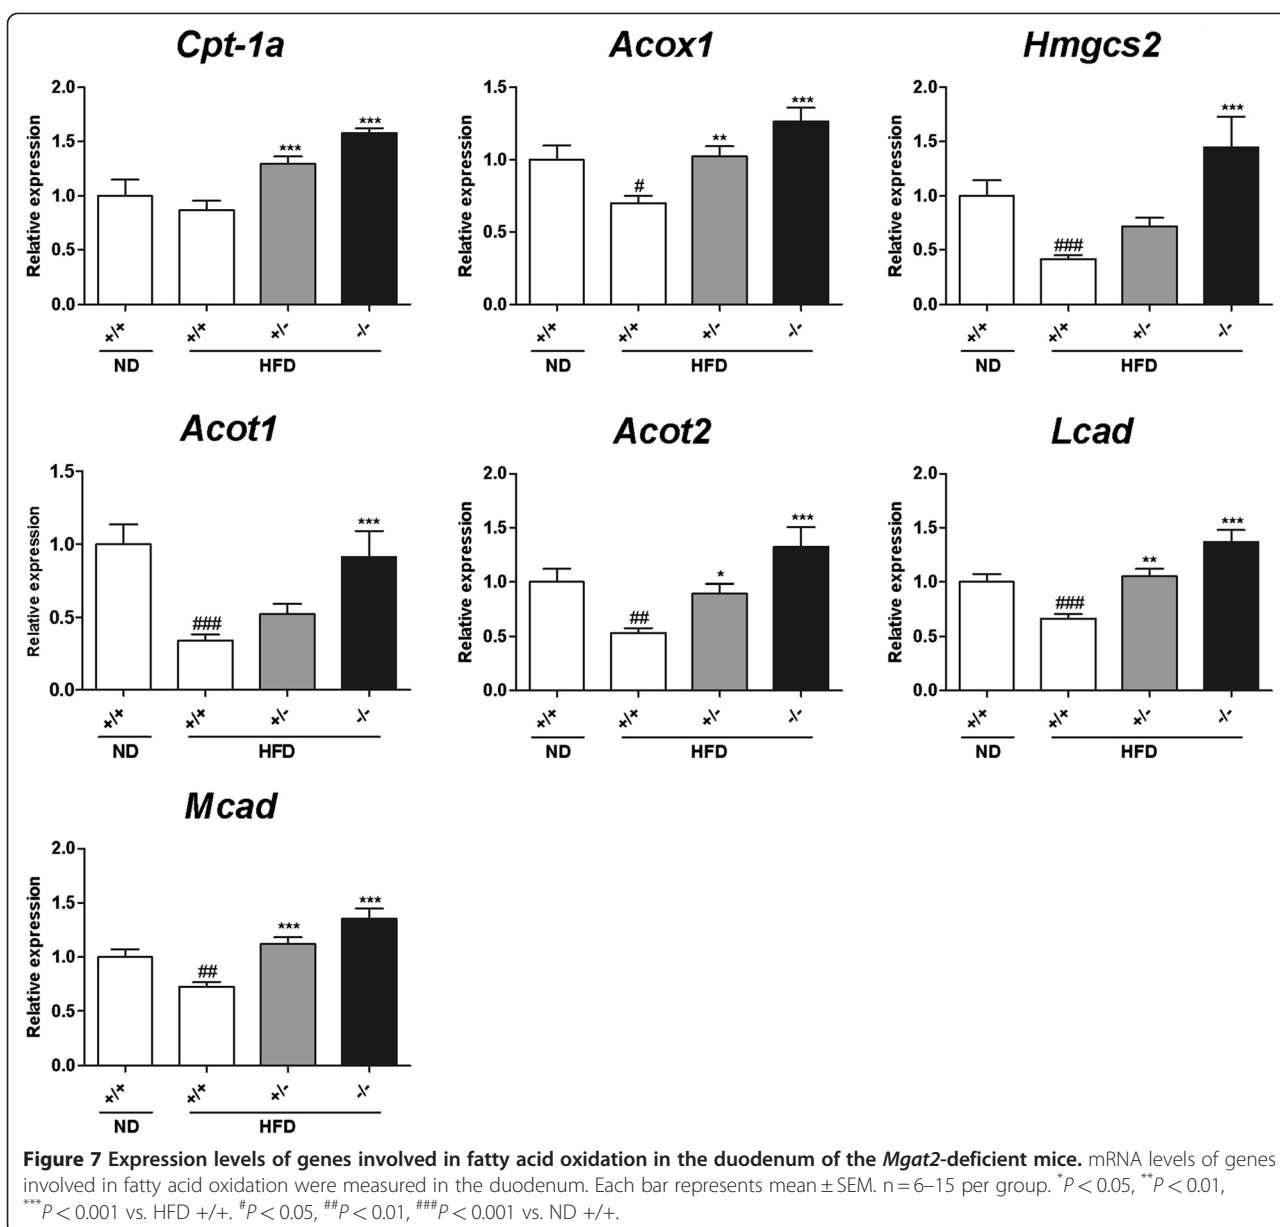 Cpt-1a
Relative expression
2.0
1.5
1.0
0.5
0.0
***
***
+/+
+/+
+/-
-/-
ND
HFD
Acox1
Relative expression
1.5
1.0
0.5
0.0
#
**
***
+/+
+/+
+/-
-/-
ND
HFD
Hmgcs2
Relative expression
2.0
1.5
1.0
0.5
0.0
###
***
+/+
+/+
+/-
-/-
ND
HFD
Acot1
Relative expression
1.5
1.0
0.5
0.0
###
***
+/+
+/+
+/-
-/-
ND
HFD
Acot2
Relative expression
2.0
1.5
1.0
0.5
0.0
##
*
***
+/+
+/+
+/-
-/-
ND
HFD
Lcad
Relative expression
2.0
1.5
1.0
0.5
0.0
###
**
***
+/+
+/+
+/-
-/-
ND
HFD
Mcad
Relative expression
2.0
1.5
1.0
0.5
0.0
##
***
***
+/+
+/+
+/-
-/-
ND
HFD
Figure 7 Expression levels of genes involved in fatty acid oxidation in the duodenum of the Mgat2-deficient mice. mRNA levels of genes
involved in fatty acid oxidation were measured in the duodenum. Each bar represents mean ± SEM. n = 6–15 per group. *P < 0.05, **P < 0.01,
***P < 0.001 vs. HFD +/+. #P < 0.05, ##P < 0.01, ###P < 0.001 vs. ND +/+.